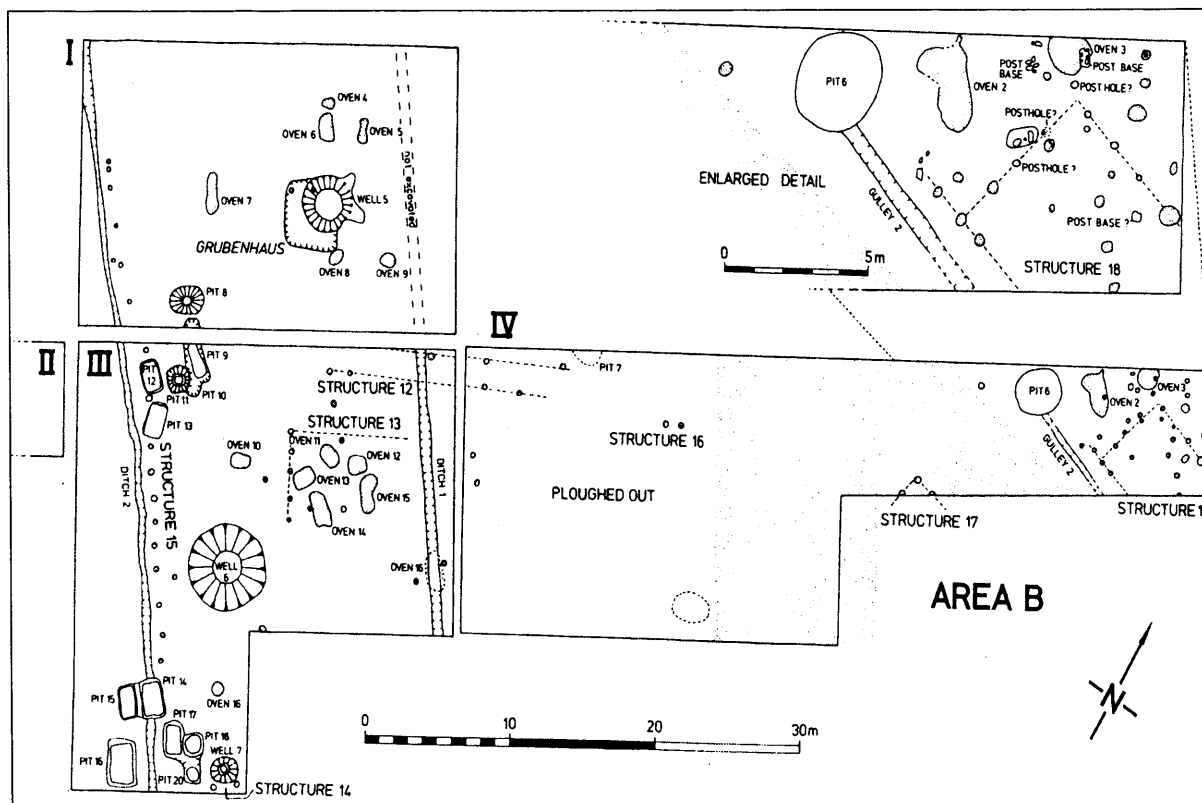 I
OVEN 4
OVEN 6
OVEN 5
not excavated
OVEN 7
WELL 5
GRUBENHAUS
OVEN 8
OVEN 9
PIT 8
PIT 6
OVEN 2
OVEN 3
POST BASE
POST BASE
POST HOLE ?
POSTHOLE ?
POSTHOLE ?
ENLARGED DETAIL
GULLEY 2
POST BASE ?
0 5m
STRUCTURE 18
II
III
PIT 12
PIT 9
PIT 11
PIT 10
PIT 13
STRUCTURE 12
STRUCTURE 13
OVEN 10
OVEN 11
OVEN 12
OVEN 13
OVEN 15
OVEN 14
DITCH 1
DITCH 2
STRUCTURE 15
WELL 6
OVEN 16
PIT 14
PIT 15
OVEN 16
PIT 17
PIT 18
PIT 16
WELL 7
PIT 20
STRUCTURE 14
IV
PIT 7
STRUCTURE 16
PLOUGHED OUT
PIT 6
OVEN 2
OVEN 3
GULLEY 2
STRUCTURE 17
STRUCTURE 1
AREA B
N
0 10 20 30m